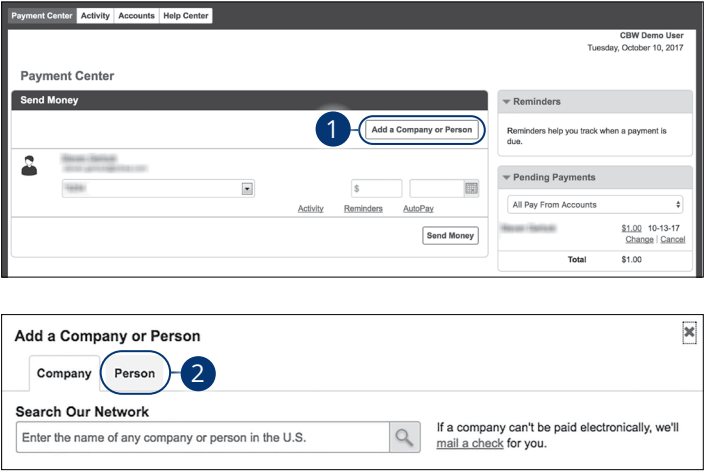 Payment Center Activity Accounts Help Center
CBW Demo User
Tuesday, October 10, 2017
Payment Center
Send Money
1
Add a Company or Person
$
Activity Reminders AutoPay
Send Money
Reminders
Reminders help you track when a payment is
due.
Pending Payments
All Pay From Accounts
$1.00 10-13-17
Change | Cancel
Total $1.00
Add a Company or Person
Company Person 2
Search Our Network
Enter the name of any company or person in the U.S.
If a company can't be paid electronically, we'll
mail a check for you.